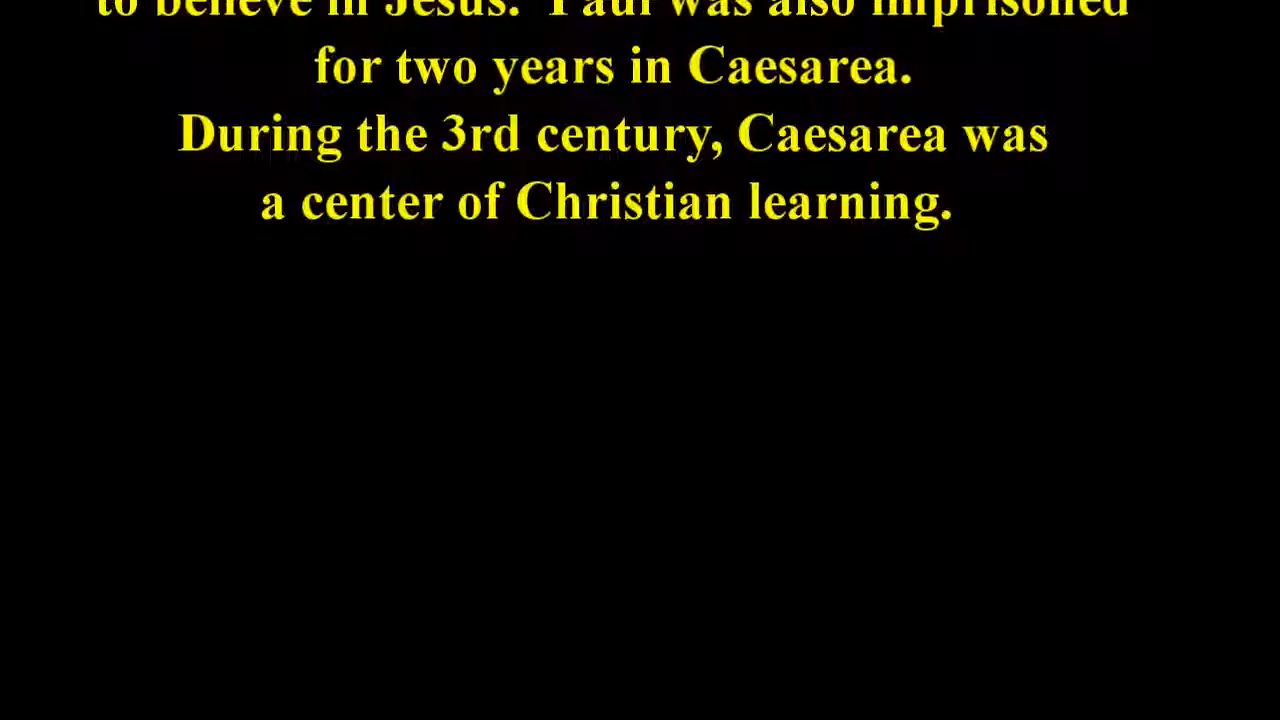 to believe in Jesus.  Paul was also imprisoned
for two years in Caesarea.
During the 3rd century, Caesarea was
a center of Christian learning.